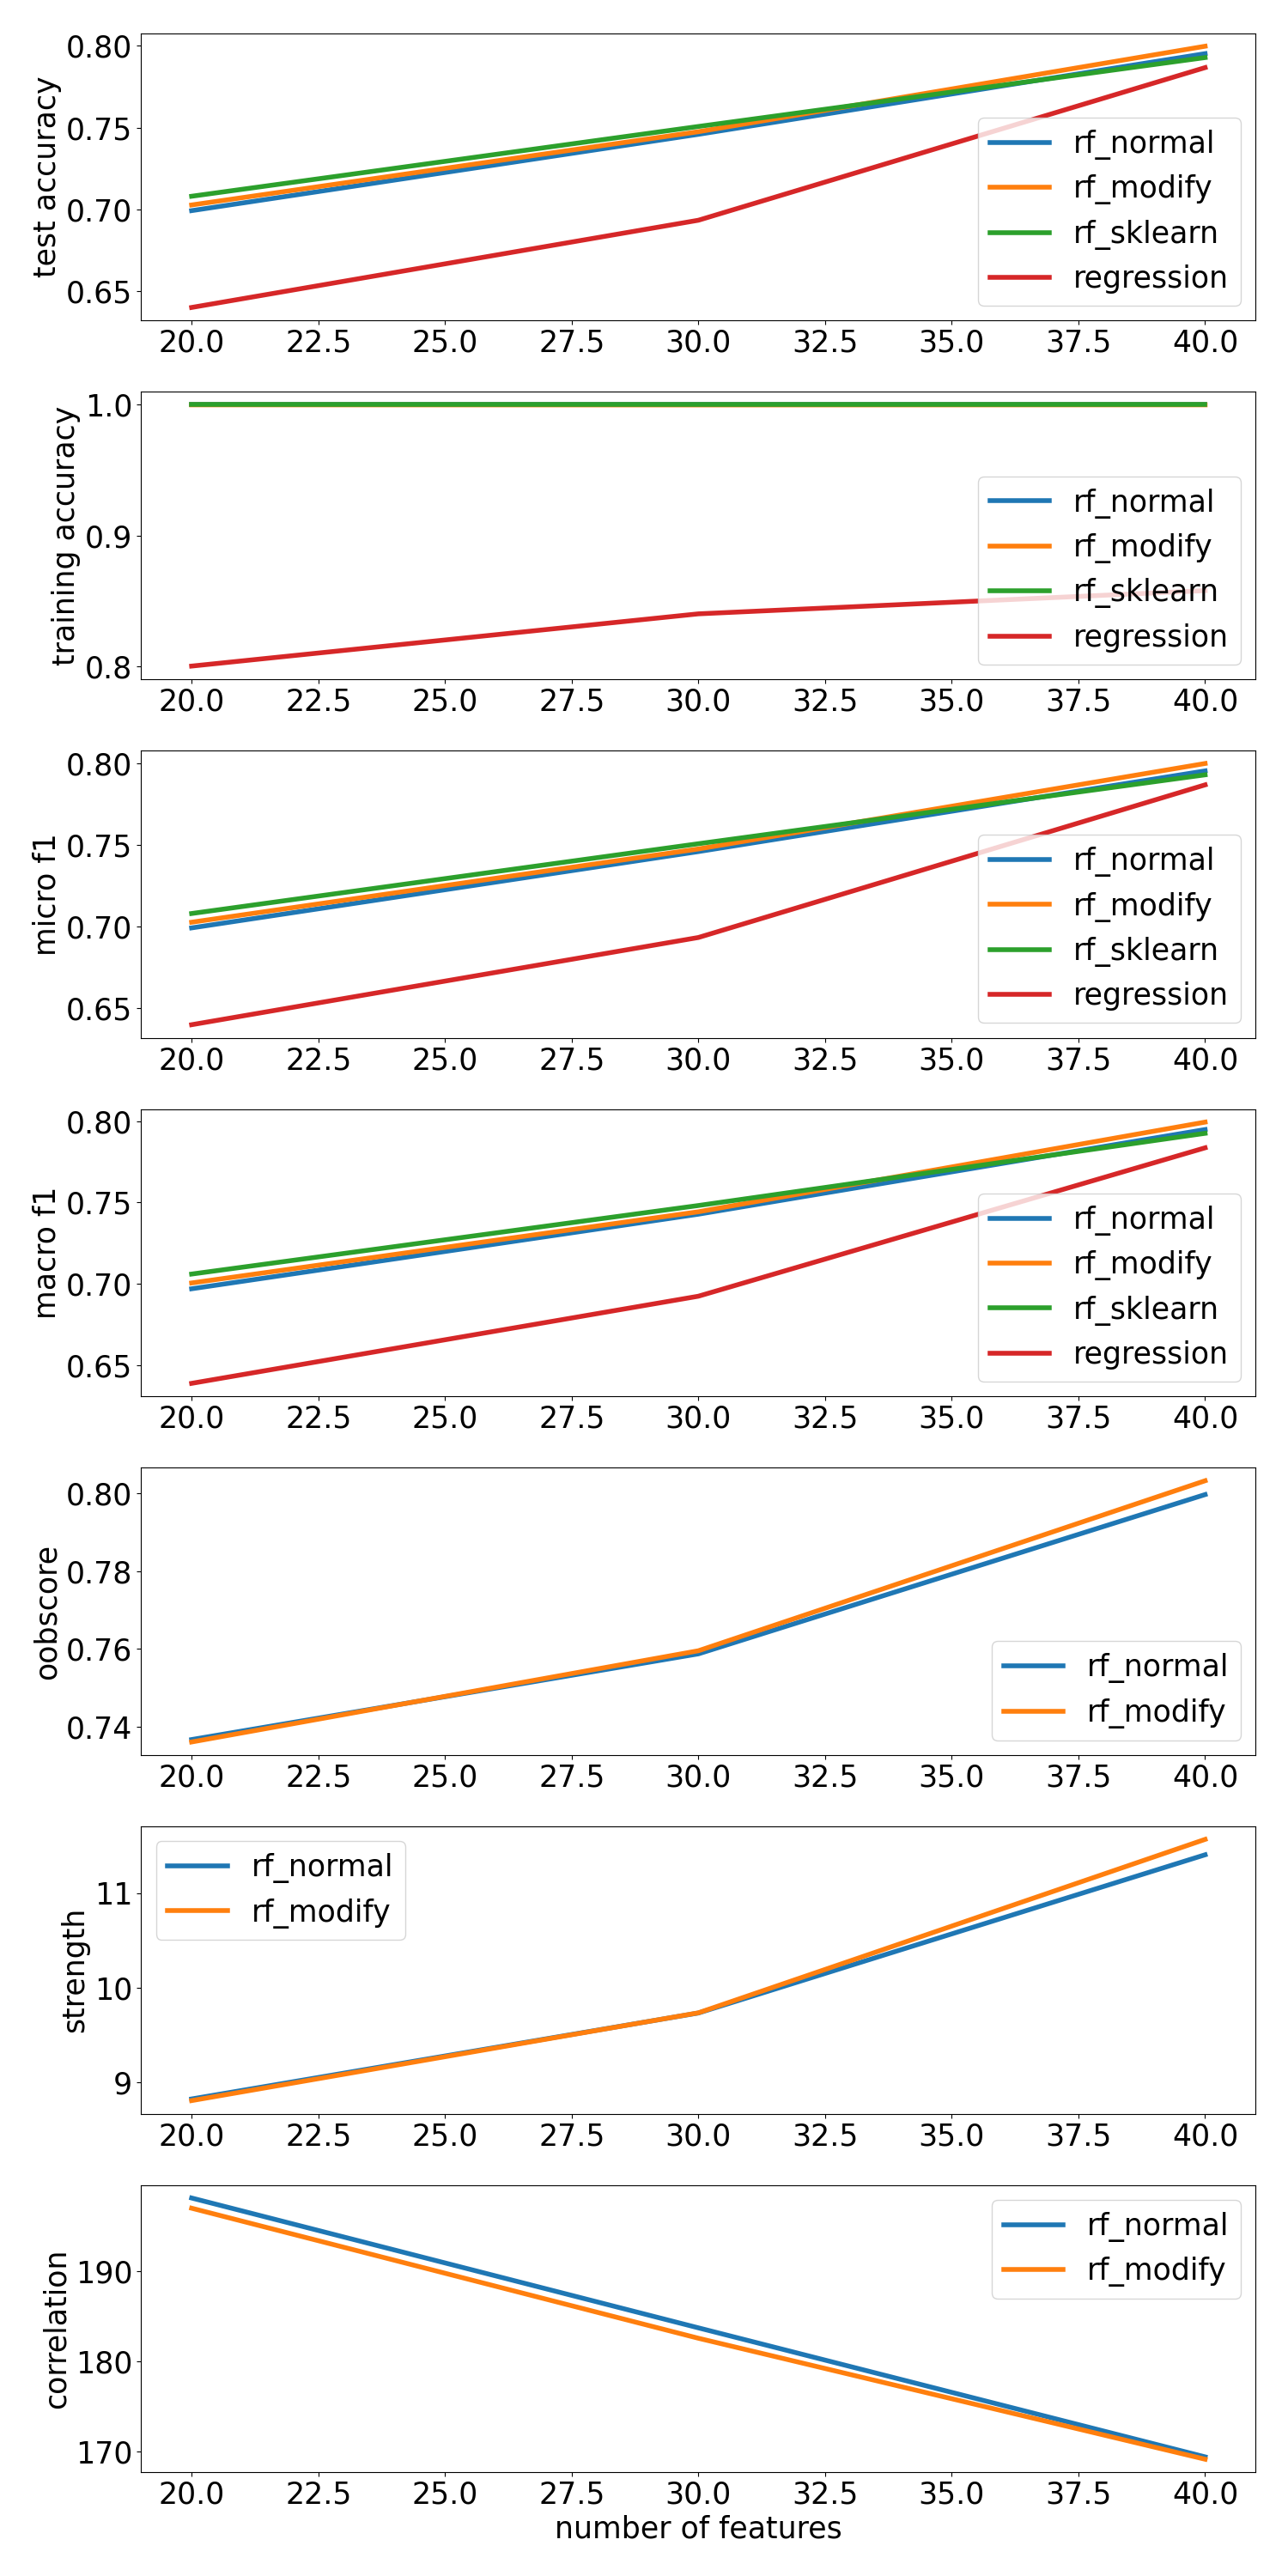 test accuracy
0.80
0.75
0.70
0.65
rf_normal
rf_modify
rf_sklearn
regression
20.0 22.5 25.0 27.5 30.0 32.5 35.0 37.5 40.0
training accuracy
1.0
0.9
0.8
rf_normal
rf_modify
rf_sklearn
regression
20.0 22.5 25.0 27.5 30.0 32.5 35.0 37.5 40.0
micro f1
0.80
0.75
0.70
0.65
rf_normal
rf_modify
rf_sklearn
regression
20.0 22.5 25.0 27.5 30.0 32.5 35.0 37.5 40.0
macro f1
0.80
0.75
0.70
0.65
rf_normal
rf_modify
rf_sklearn
regression
20.0 22.5 25.0 27.5 30.0 32.5 35.0 37.5 40.0
oobscore
0.80
0.78
0.76
0.74
rf_normal
rf_modify
20.0 22.5 25.0 27.5 30.0 32.5 35.0 37.5 40.0
strength
11
10
9
rf_normal
rf_modify
20.0 22.5 25.0 27.5 30.0 32.5 35.0 37.5 40.0
correlation
190
180
170
rf_normal
rf_modify
20.0 22.5 25.0 27.5 30.0 32.5 35.0 37.5 40.0
number of features